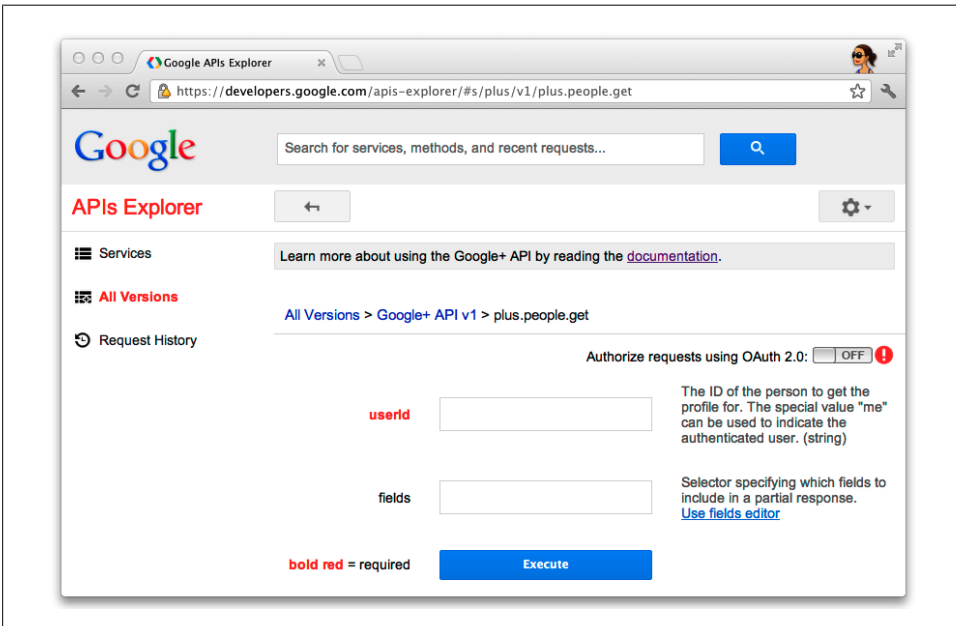 Google APIs Explorer
https://developers.google.com/apis-explorer/#s/plus/v1/plus.people.get
Google
Search for services, methods, and recent requests...
APIs Explorer
Services
All Versions
Request History
Learn more about using the Google+ API by reading the documentation.
All Versions > Google+ API v1 > plus.people.get
Authorize requests using OAuth 2.0: OFF
userId
The ID of the person to get the
profile for. The special value "me"
can be used to indicate the
authenticated user. (string)
fields
Selector specifying which fields to
include in a partial response.
Use fields editor
bold red = required
Execute